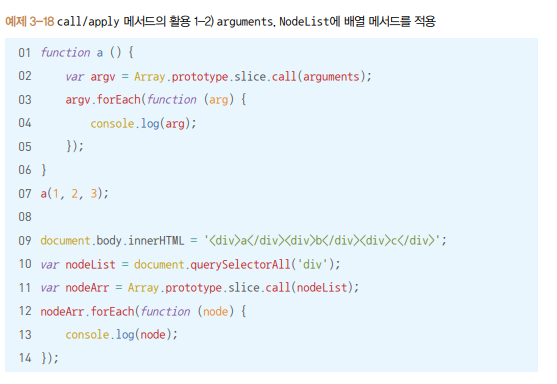 예제 3-18 call/apply 메서드의 활용 1-2) arguments, NodeList에 배열 메서드를 적용
01 function a () {
02     var argv = Array.prototype.slice.call(arguments);
03     argv.forEach(function (arg) {
04         console.log(arg);
05     });
06 }
07 a(1, 2, 3);
08
09 document.body.innerHTML = '<div>a</div><div>b</div><div>c</div>';
10 var nodeList = document.querySelectorAll('div');
11 var nodeArr = Array.prototype.slice.call(nodeList);
12 nodeArr.forEach(function (node) {
13     console.log(node);
14 });